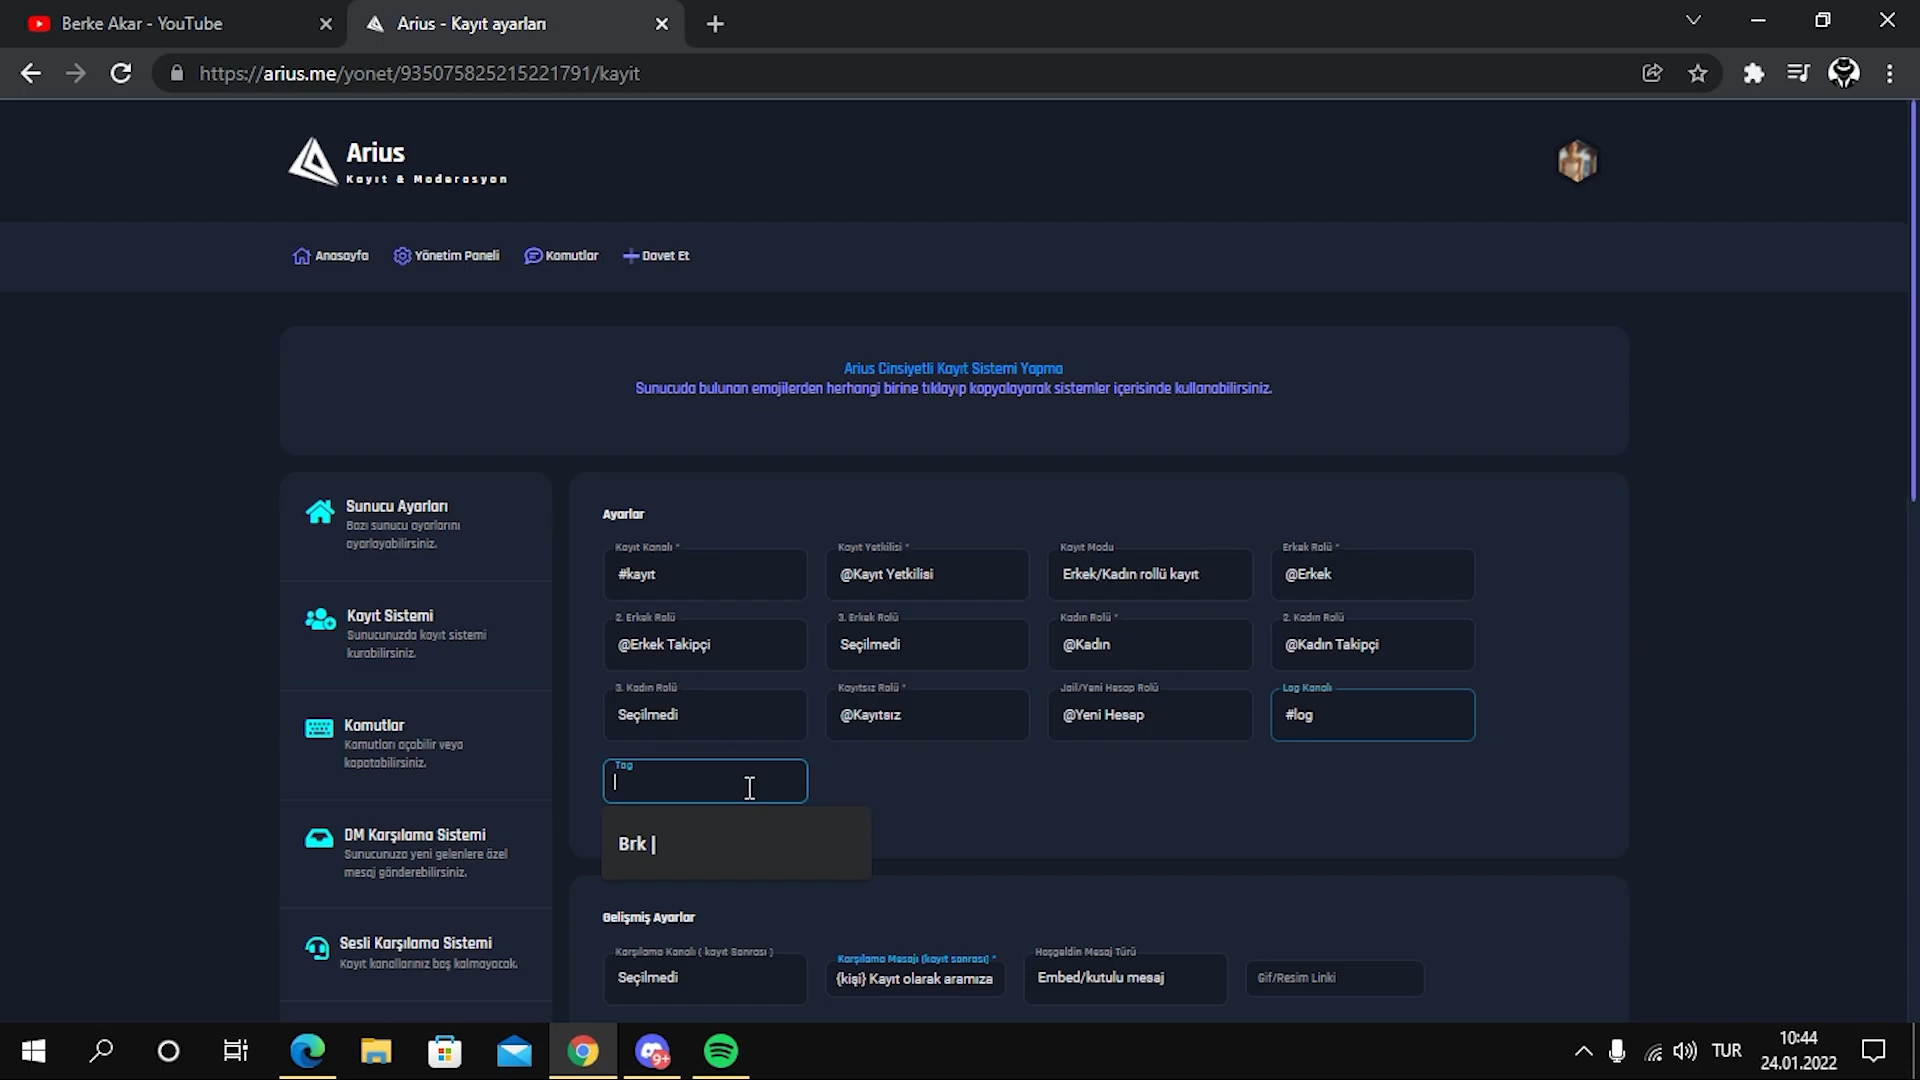 Berke Akar - YouTube
Arius - Kayıt ayarları
https://arius.me/yonet/935075825215221791/kayit
Arius
Kayıt & Moderasyon
Anasayfa
Yönetim Paneli
Komutlar
Davet Et
Arius Cinsiyetli Kayıt Sistemi Yapma
Sunucuda bulunan emojilerden herhangi birine tıklayıp kopyalayarak sistemler içerisinde kullanabilirsiniz.
Sunucu Ayarları
Bazı sunucu ayarlarını
ayarlayabilirsiniz.
Kayıt Sistemi
Sunucunuzda kayıt sistemi
kurabilirsiniz.
Komutlar
Komutları açabilir veya
kapatabilirsiniz.
DM Karşılama Sistemi
Sunucunuza yeni gelenlere özel
mesaj gönderebilirsiniz.
Sesli Karşılama Sistemi
Kayıt kanallarınız boş kalmayacak.
Ayarlar
Kayıt Kanalı *
#kayıt
Kayıt Yetkilisi *
@Kayıt Yetkilisi
Kayıt Modu
Erkek/Kadın rollü kayıt
Erkek Rolü *
@Erkek
2. Erkek Rolü
@Erkek Takipçi
3. Erkek Rolü
Seçilmedi
Kadın Rolü *
@Kadın
2. Kadın Rolü
@Kadın Takipçi
3. Kadın Rolü
Seçilmedi
Kayıtsız Rolü *
@Kayıtsız
Jail/Yeni Hesap Rolü
@Yeni Hesap
Log Kanalı
#log
Tag
Brk |
Gelişmiş Ayarlar
Karşılama Kanalı ( kayıt Sonrası )
Seçilmedi
Karşılama Mesajı (kayıt sonrası) *
{kişi} Kayıt olarak aramıza
Hoşgeldin Mesaj Türü
Embed/kutulu mesaj
Gif/Resim Linki
9+
TUR
10:44
24.01.2022